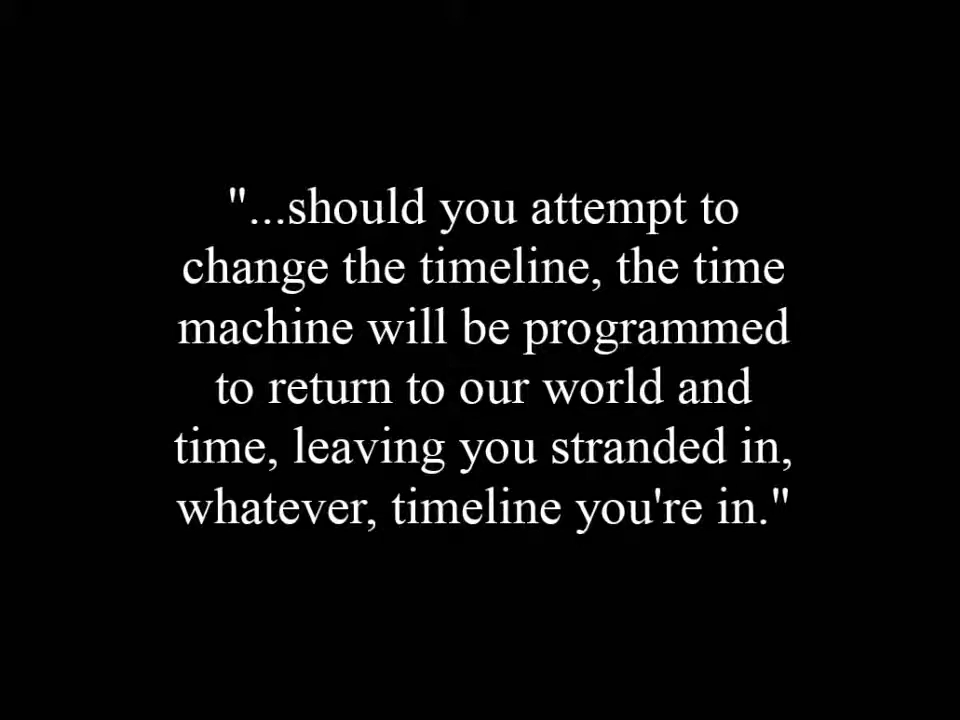 "...should you attempt to
change the timeline, the time
machine will be programmed
to return to our world and
time, leaving you stranded in,
whatever, timeline you're in."